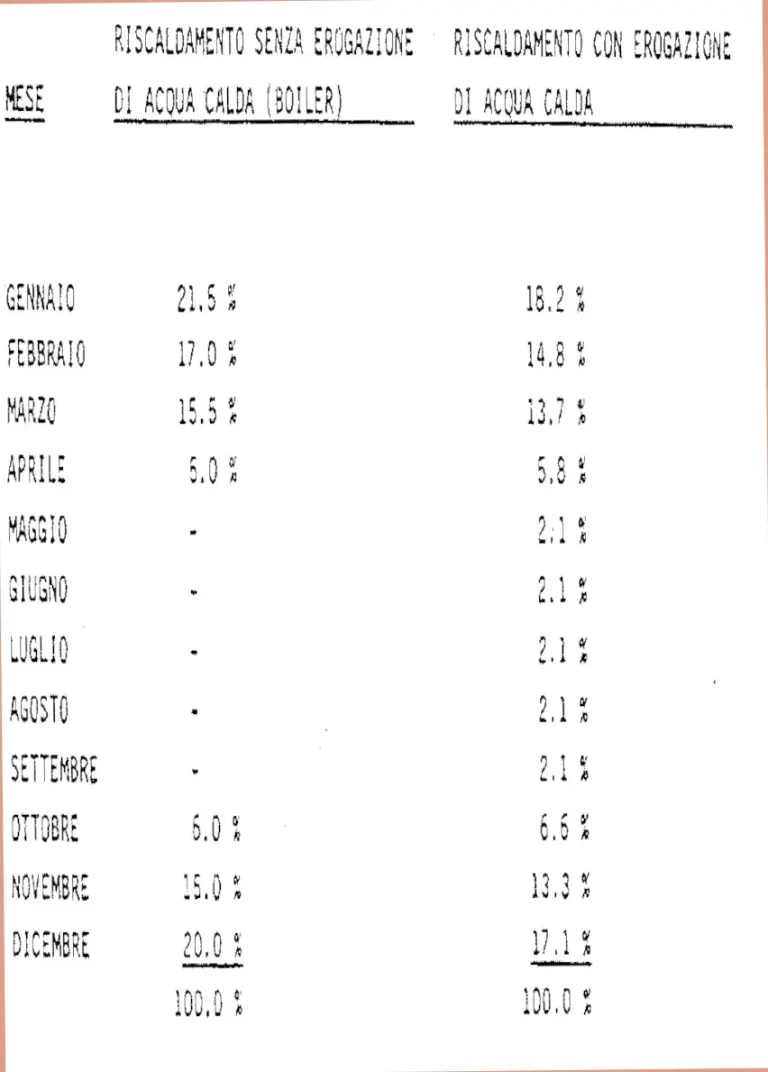 RISCALDAMENTO SENZA EROGAZIONE RISCALDAMENTO CON EROGAZIONE
MESE DI ACQUA CALDA (BOILER) DI ACQUA CALDA
GENNAIO 21.5 % 18.2 %
FEBBRAIO 17.0 % 14.8 %
MARZO 15.5 % 13.7 %
APRILE 5.0 % 5.8 %
MAGGIO - 2.1 %
GIUGNO - 2.1 %
LUGLIO - 2.1 %
AGOSTO - 2.1 %
SETTEMBRE - 2.1 %
OTTOBRE 6.0 % 6.6 %
NOVEMBRE 15.0 % 13.3 %
DICEMBRE 20.0 % 17.1 %
100.0 % 100.0 %